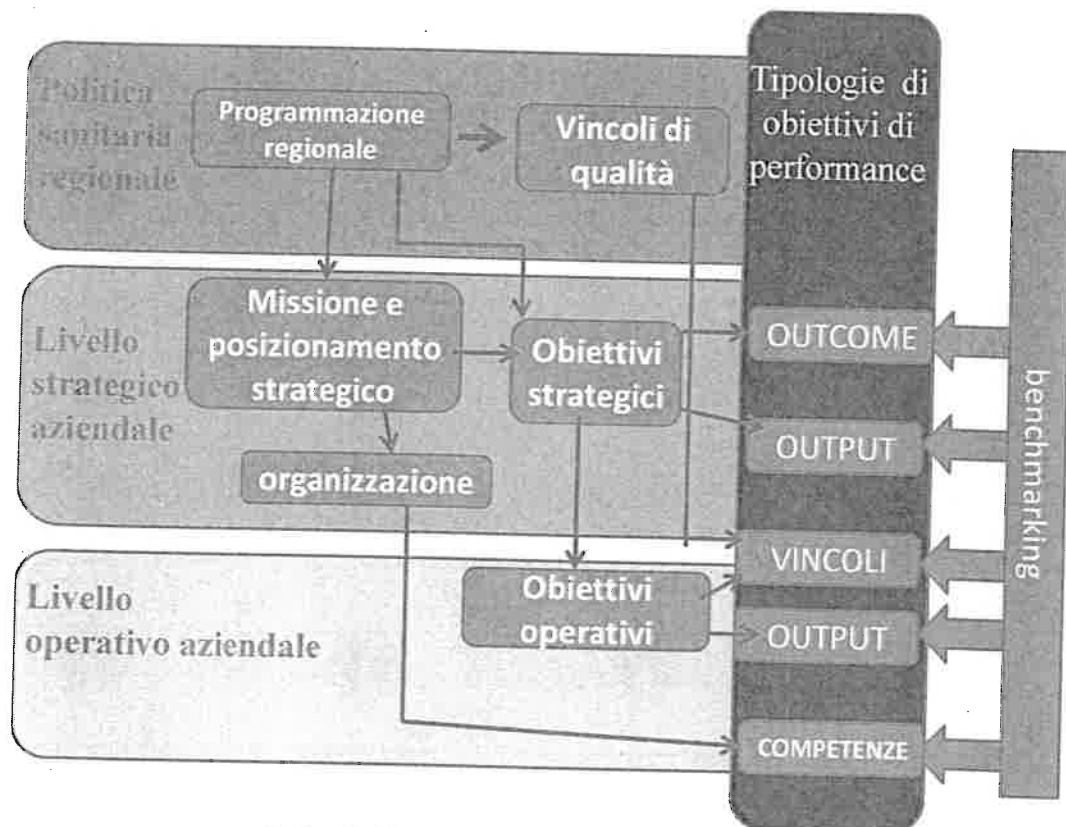 Politica
sanitaria
regionale
Programmazione
regionale
Vincoli di
qualità
Tipologie di
obiettivi di
performance
Livello
strategico
aziendale
Missione e
posizionamento
strategico
Obiettivi
strategici
organizzazione
OUTCOME
OUTPUT
VINCOLI
Livello
operativo aziendale
Obiettivi
operativi
OUTPUT
COMPETENZE
benchmarking